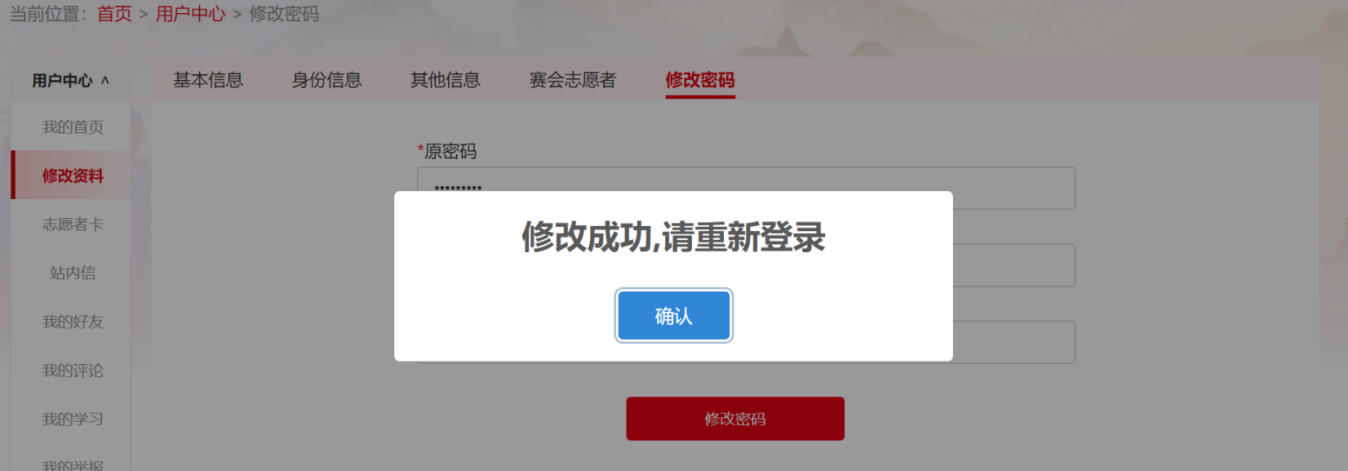 当前位置：首页 > 用户中心 > 修改密码
用户中心 ∧
基本信息 身份信息 其他信息 赛会志愿者 修改密码
我的首页
修改资料
志愿者卡
站内信
我的好友
我的评论
我的学习
我的举报
*原密码
•••••••••
修改成功,请重新登录
确认
修改密码